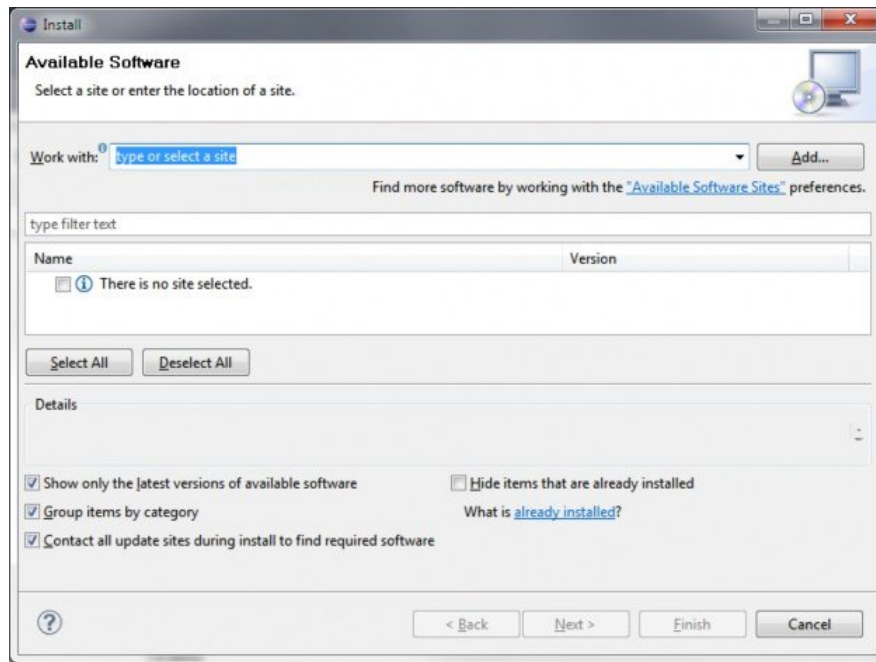 Install
Available Software
Select a site or enter the location of a site.
Work with: type or select a site Add...
Find more software by working with the "Available Software Sites" preferences.
type filter text
Name Version
There is no site selected.
Select All Deselect All
Details
Show only the latest versions of available software Hide items that are already installed
Group items by category What is already installed?
Contact all update sites during install to find required software
? < Back Next > Finish Cancel